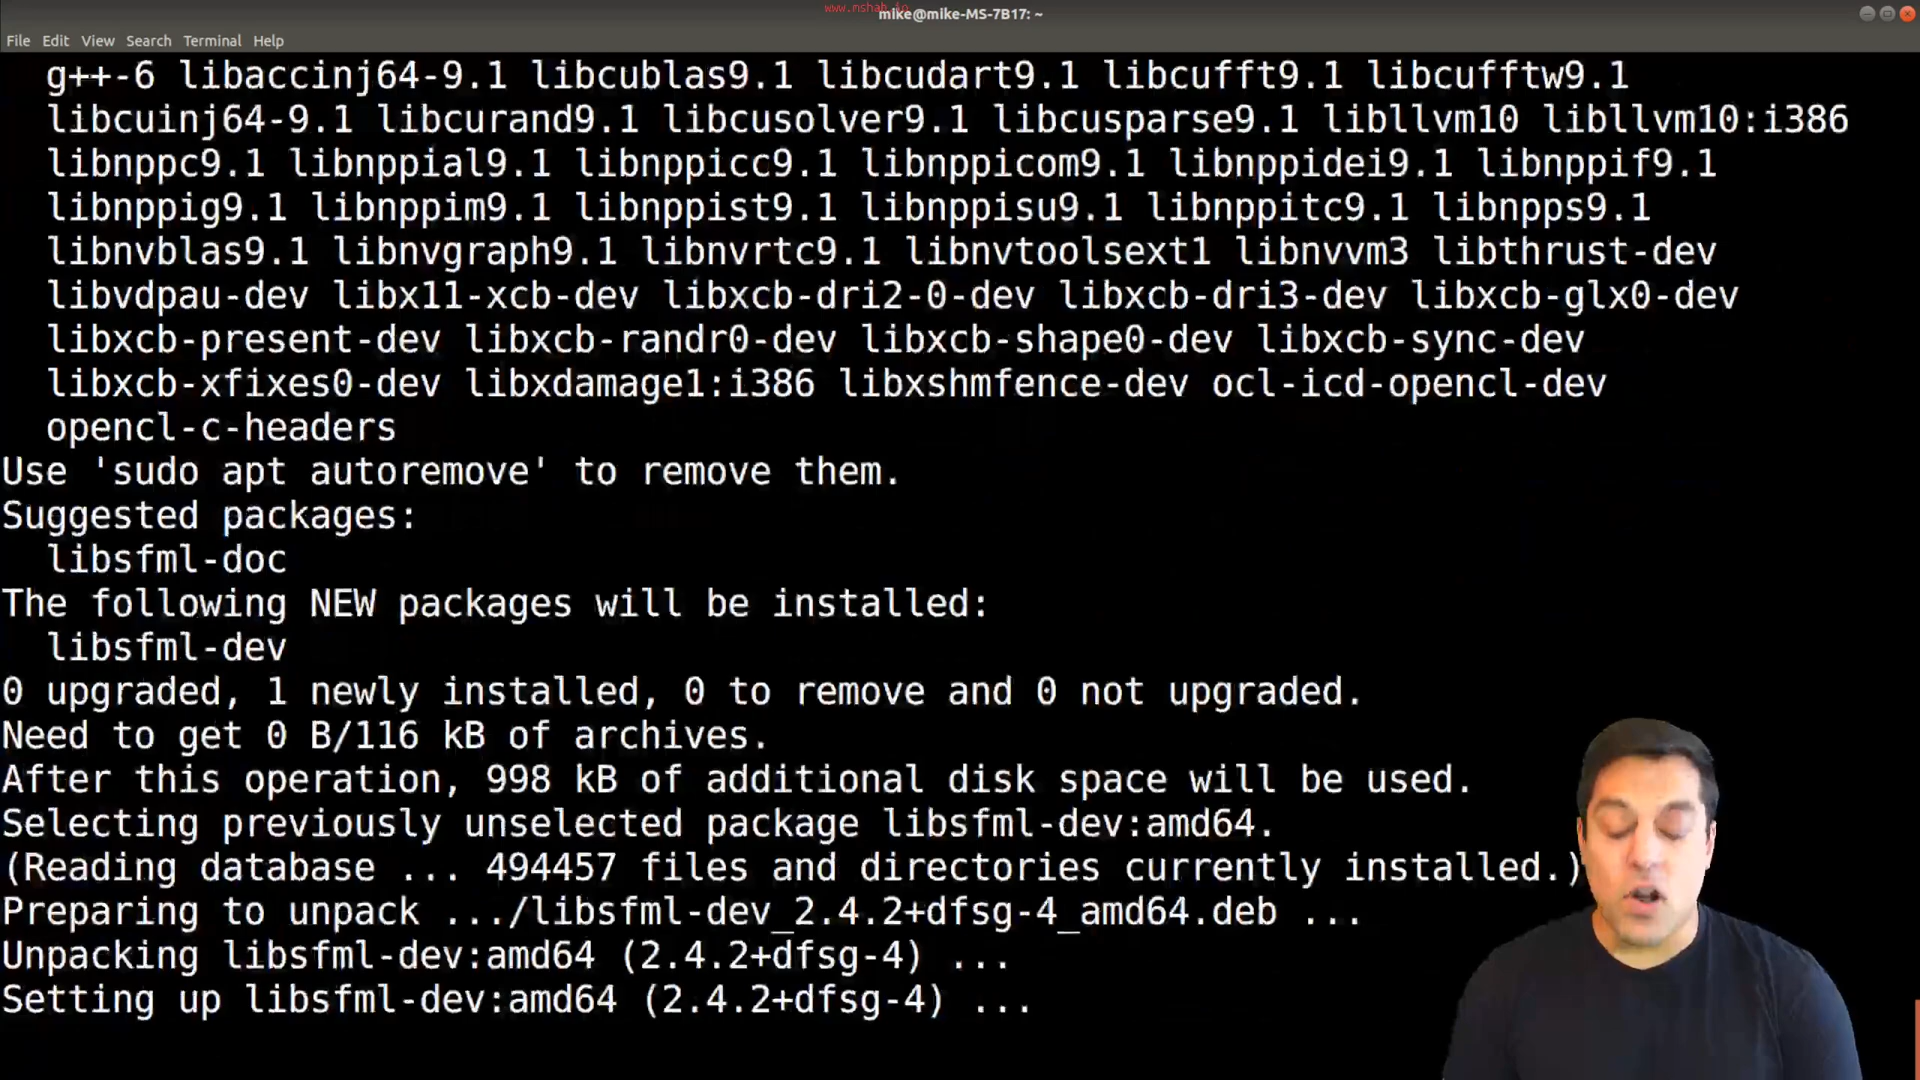 www.mshah.io
mike@mike-MS-7B17: ~
File Edit View Search Terminal Help
g++-6 libaccinj64-9.1 libcublas9.1 libcudart9.1 libcufft9.1 libcufftw9.1
libcuinj64-9.1 libcurand9.1 libcusolver9.1 libcusparse9.1 libllvm10 libllvm10:i386
libnppc9.1 libnppial9.1 libnppicc9.1 libnppicom9.1 libnppidei9.1 libnppif9.1
libnppig9.1 libnppim9.1 libnppist9.1 libnppisu9.1 libnppitc9.1 libnpps9.1
libnvblas9.1 libnvgraph9.1 libnvrtc9.1 libnvtoolsext1 libnvvm3 libthrust-dev
libvdpau-dev libx11-xcb-dev libxcb-dri2-0-dev libxcb-dri3-dev libxcb-glx0-dev
libxcb-present-dev libxcb-randr0-dev libxcb-shape0-dev libxcb-sync-dev
libxcb-xfixes0-dev libxdamage1:i386 libxshmfence-dev ocl-icd-opencl-dev
opencl-c-headers
Use 'sudo apt autoremove' to remove them.
Suggested packages:
libsfml-doc
The following NEW packages will be installed:
libsfml-dev
0 upgraded, 1 newly installed, 0 to remove and 0 not upgraded.
Need to get 0 B/116 kB of archives.
After this operation, 998 kB of additional disk space will be used.
Selecting previously unselected package libsfml-dev:amd64.
(Reading database ... 494457 files and directories currently installed.)
Preparing to unpack .../libsfml-dev_2.4.2+dfsg-4_amd64.deb ...
Unpacking libsfml-dev:amd64 (2.4.2+dfsg-4) ...
Setting up libsfml-dev:amd64 (2.4.2+dfsg-4) ...